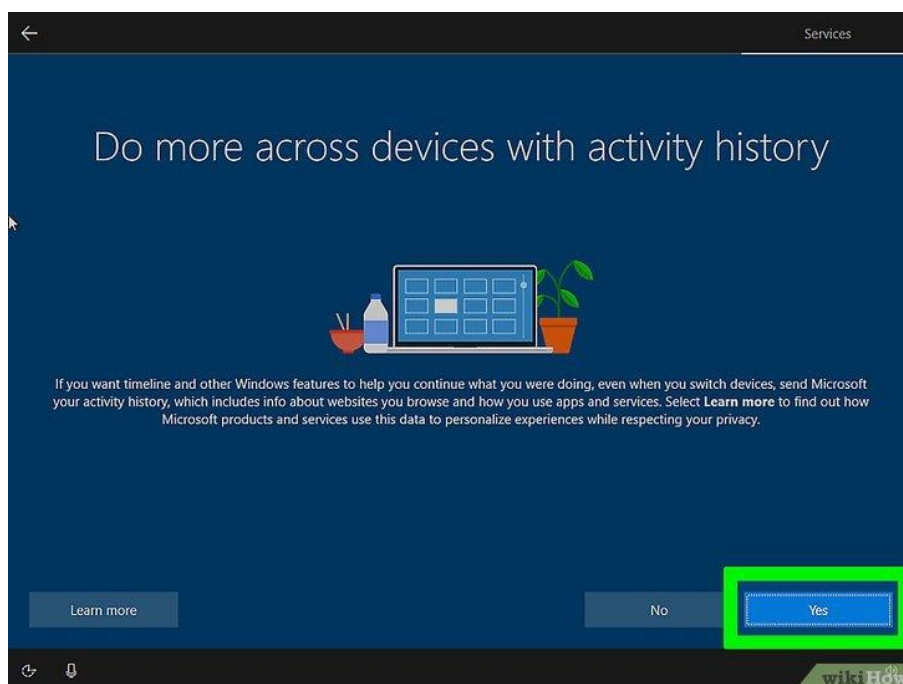 Services
Do more across devices with activity history
If you want timeline and other Windows features to help you continue what you were doing, even when you switch devices, send Microsoft
your activity history, which includes info about websites you browse and how you use apps and services. Select Learn more to find out how
Microsoft products and services use this data to personalize experiences while respecting your privacy.
Learn more
No
Yes
wikiHow